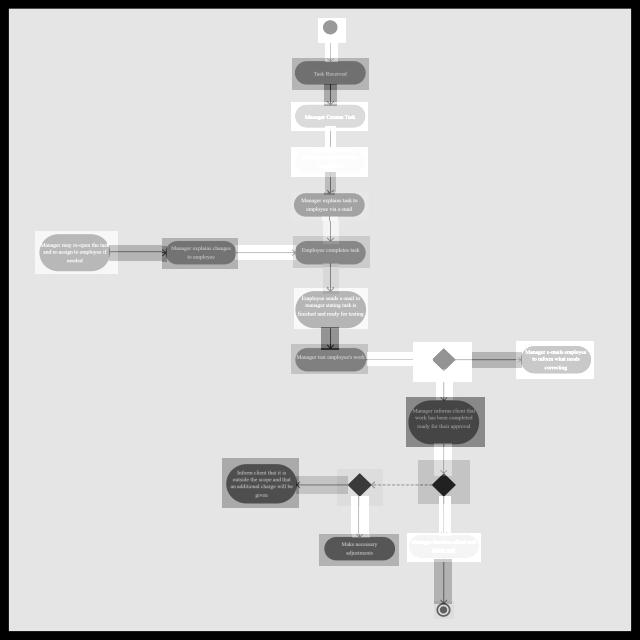 Task Received
Manager Creates Task
Manager explains task to
employee via e-mail
Manager may re-open the task
and re-assign to employee if
needed
Manager explains changes
to employee
Employee completes task
Employee sends e-mail to
manager stating task is
finished and ready for testing
Manager test employee's work
Manager e-mails employee
to inform what needs
correcting
Manager informs client that
work has been completed
ready for their approval
Inform client that it is
outside the scope and that
an additional charge will be
given
Make necessary
adjustments